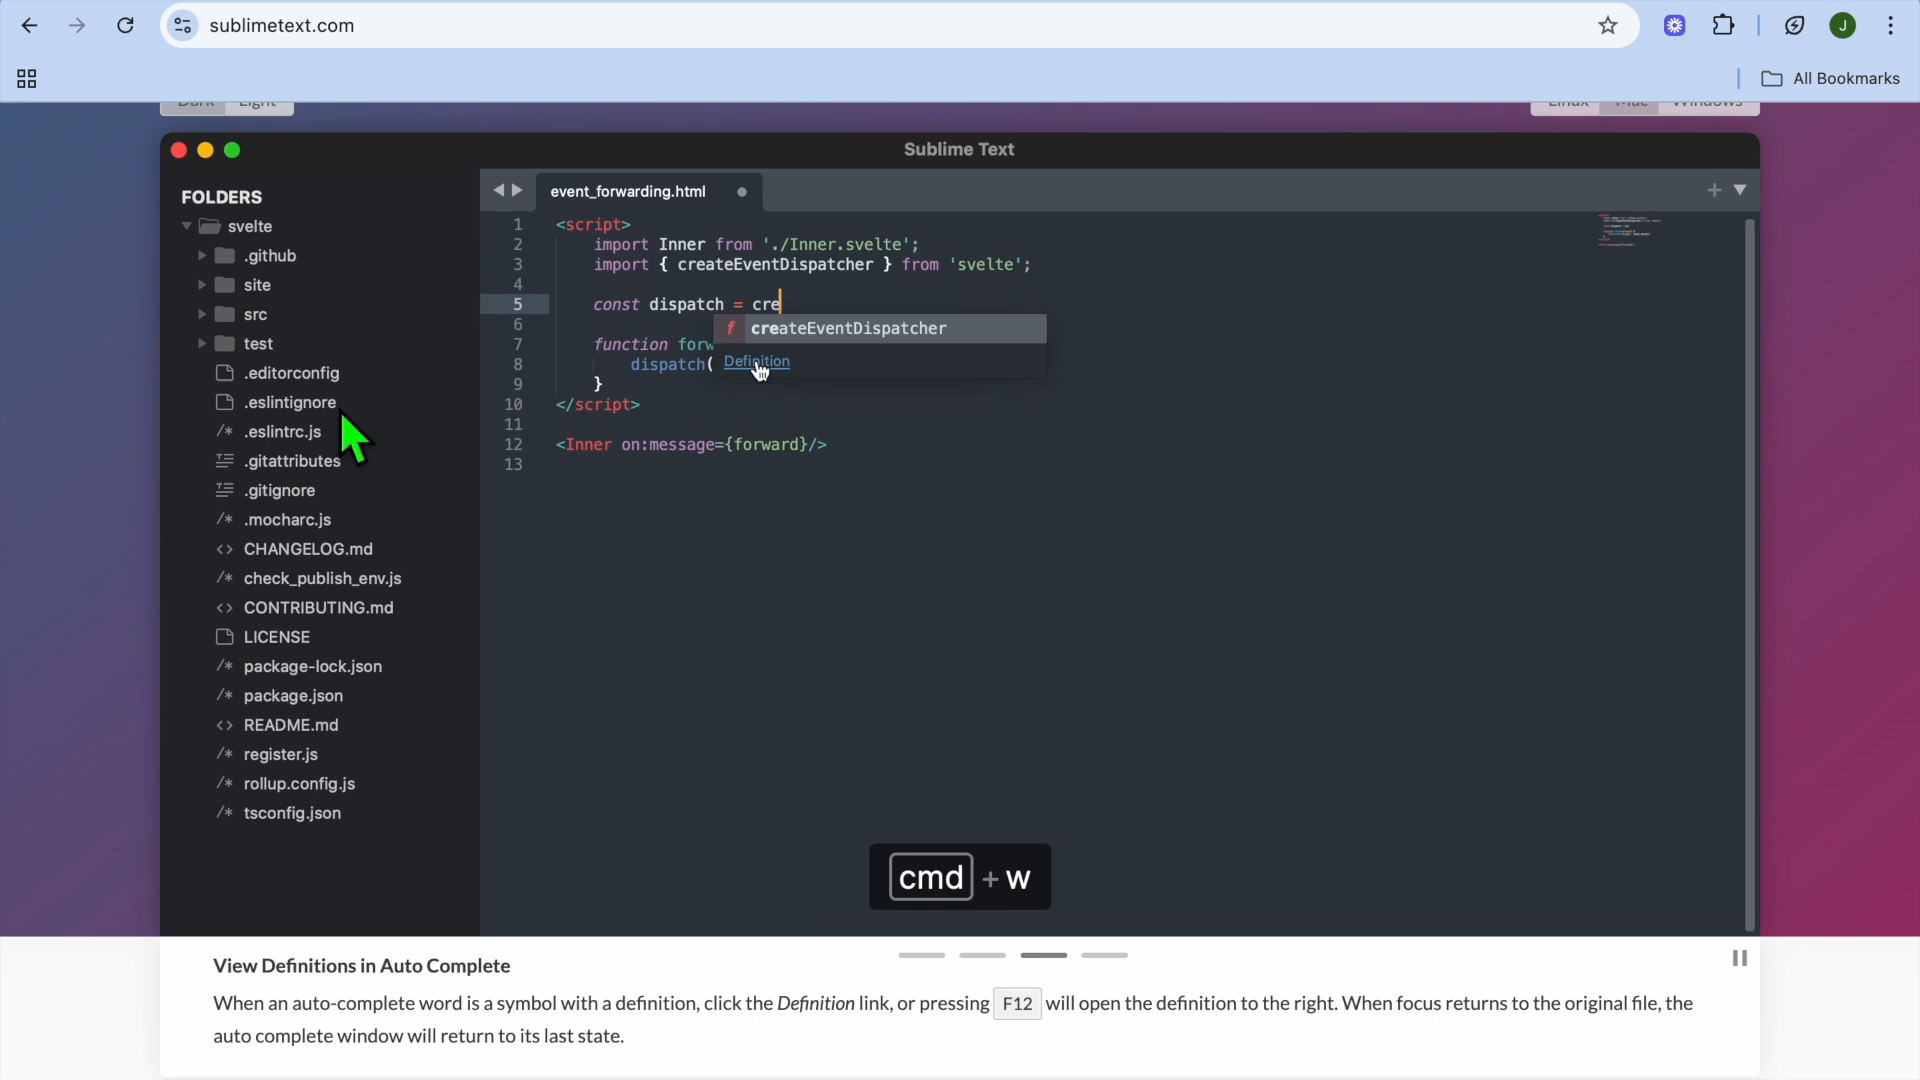 sublimetext.com
All Bookmarks
Dark Light
Linux Mac Windows
Sublime Text
FOLDERS
svelte
.github
site
src
test
.editorconfig
.eslintignore
/* .eslintrc.js
.gitattributes
.gitignore
/* .mocharc.js
<> CHANGELOG.md
/* check_publish_env.js
<> CONTRIBUTING.md
LICENSE
/* package-lock.json
/* package.json
<> README.md
/* register.js
/* rollup.config.js
/* tsconfig.json
event_forwarding.html
1 <script>
2 import Inner from './Inner.svelte';
3 import { createEventDispatcher } from 'svelte';
4
5 const dispatch = cre
f createEventDispatcher
Definition
6
7 function forw
8 dispatch(
9 }
10 </script>
11
12 <Inner on:message={forward}/>
13
cmd + w
View Definitions in Auto Complete
When an auto-complete word is a symbol with a definition, click the Definition link, or pressing F12 will open the definition to the right. When focus returns to the original file, the
auto complete window will return to its last state.
J